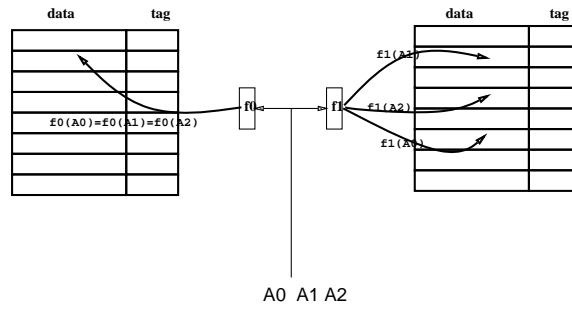 data tag
data tag
f1(A1)
f0 f1
f1(A2)
f0(A0)=f0(A1)=f0(A2)
f1(A0)
A0 A1 A2